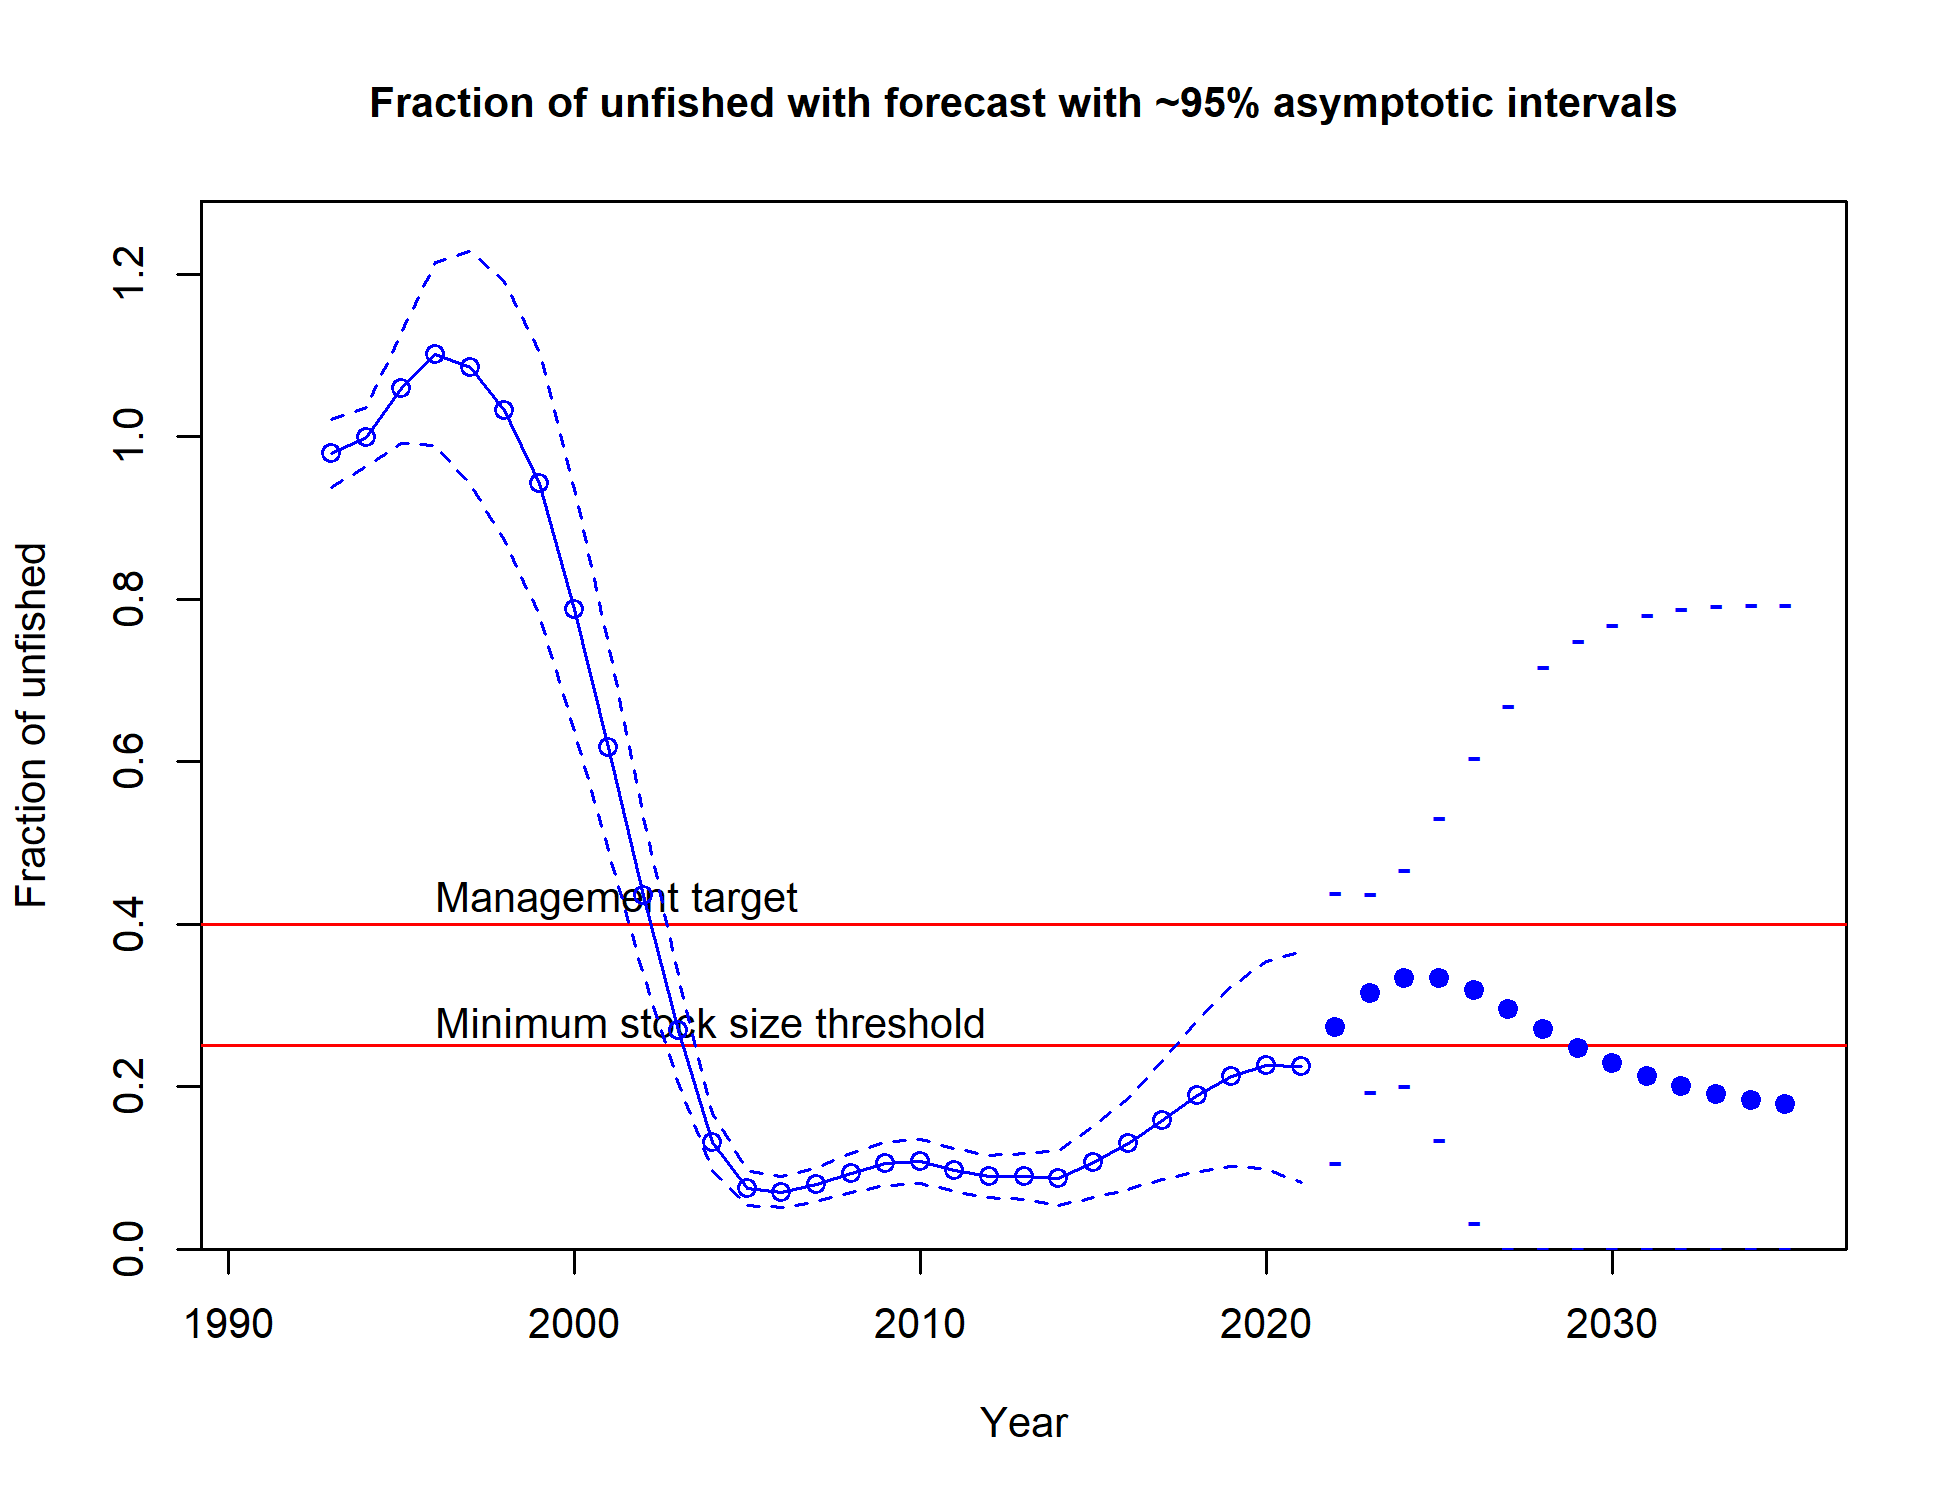 Fraction of unfished with forecast with ~95% asymptotic intervals
Fraction of unfished
1.2
1.0
0.8
0.6
0.4
0.2
0.0
Management target
Minimum stock size threshold
1990 2000 2010 2020 2030
Year